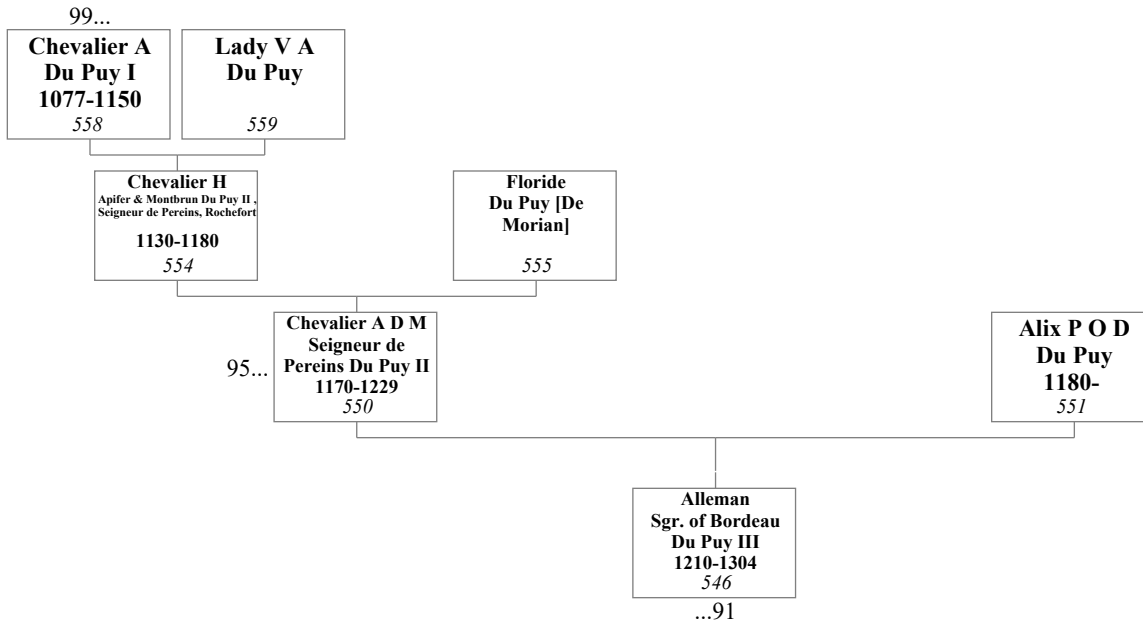 99...
Chevalier A
Du Puy I
1077-1150
558
Lady V A
Du Puy
559
Chevalier H
Apifer & Montbrun Du Puy II ,
Seigneur de Pereins, Rochefort
1130-1180
554
Floride
Du Puy [De
Morian]
555
95...
Chevalier A D M
Seigneur de
Pereins Du Puy II
1170-1229
550
Alix P O D
Du Puy
1180-
551
Alleman
Sgr. of Bordeau
Du Puy III
1210-1304
546
...91